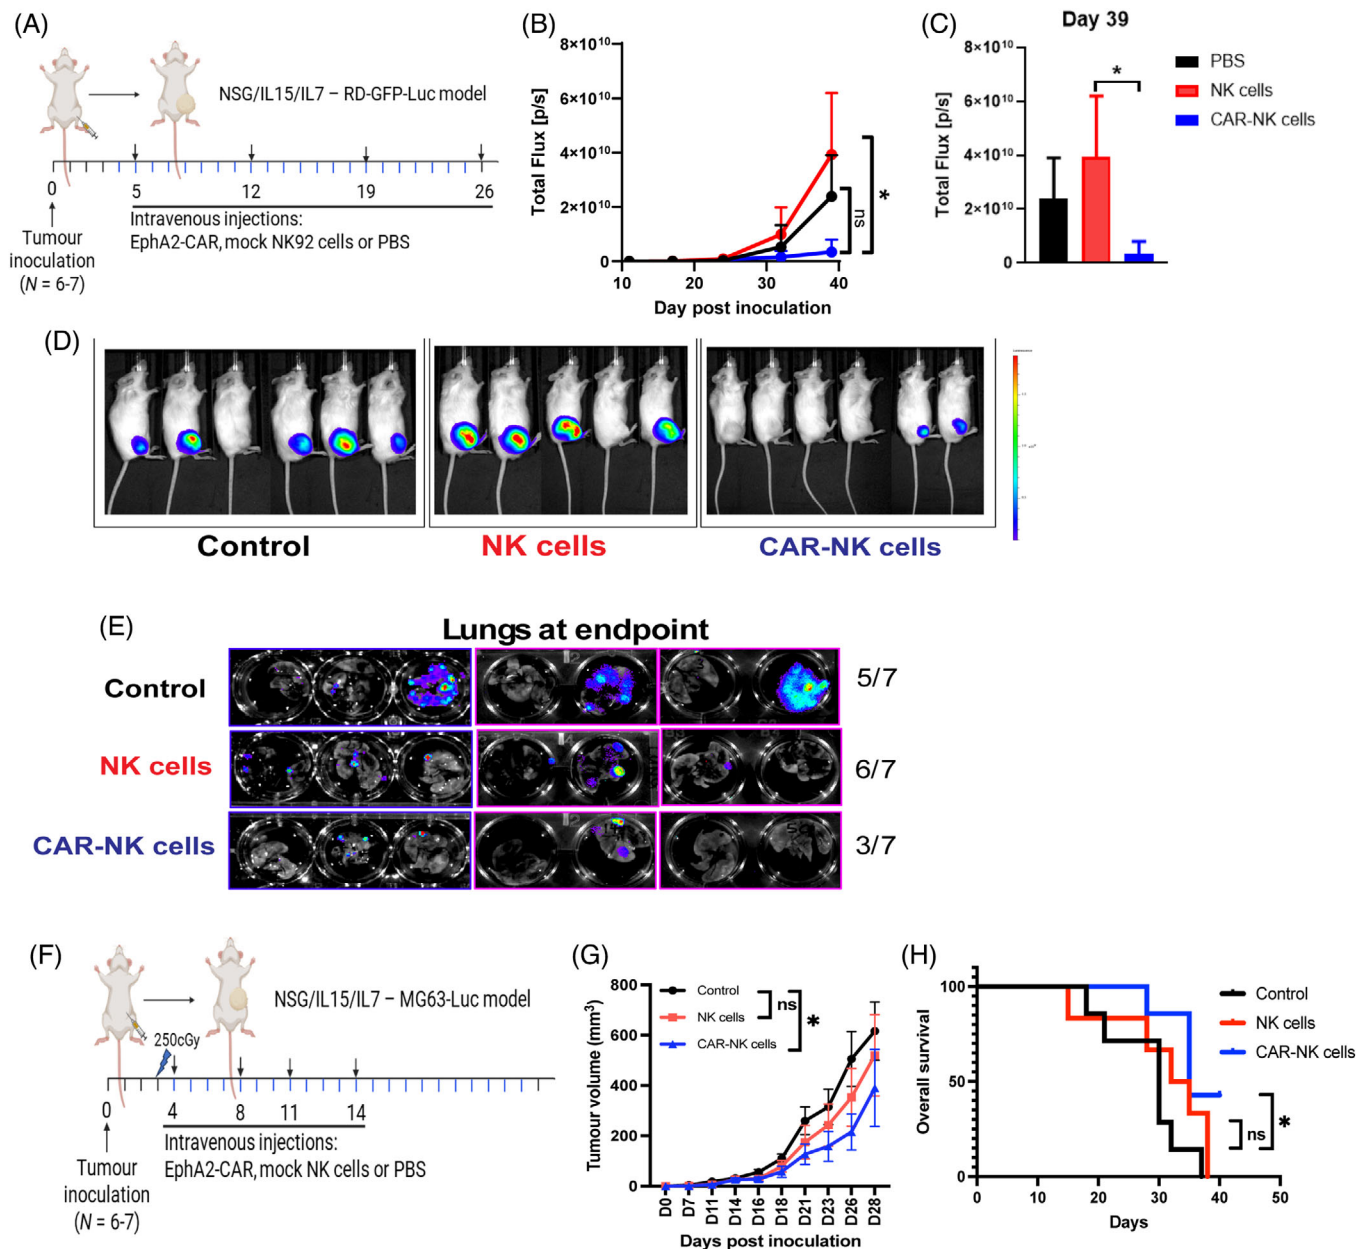 (A)
NSG/IL15/IL7 – RD-GFP-Luc model
0
5
12
19
26
Intravenous injections:
EphA2-CAR, mock NK92 cells or PBS
Tumour
inoculation
(N = 6-7)
(B)
Total Flux [p/s]
8×10¹⁰
6×10¹⁰
4×10¹⁰
2×10¹⁰
0
10
20
30
40
Day post inoculation
ns
*
(C)
Day 39
Total Flux [p/s]
8×10¹⁰
6×10¹⁰
4×10¹⁰
2×10¹⁰
0
*
PBS
NK cells
CAR-NK cells
(D)
Control
NK cells
CAR-NK cells
(E)
Lungs at endpoint
Control
5/7
NK cells
6/7
CAR-NK cells
3/7
(F)
NSG/IL15/IL7 – MG63-Luc model
250cGy
0
4
8
11
14
Intravenous injections:
EphA2-CAR, mock NK cells or PBS
Tumour
inoculation
(N = 6-7)
(G)
Tumour volume (mm³)
800
600
400
200
0
Control
NK cells
CAR-NK cells
ns
*
D0
D7
D11
D14
D16
D18
D21
D23
D26
D28
Days post inoculation
(H)
Overall survival
100
50
0
0
10
20
30
40
50
Days
Control
NK cells
CAR-NK cells
ns
*